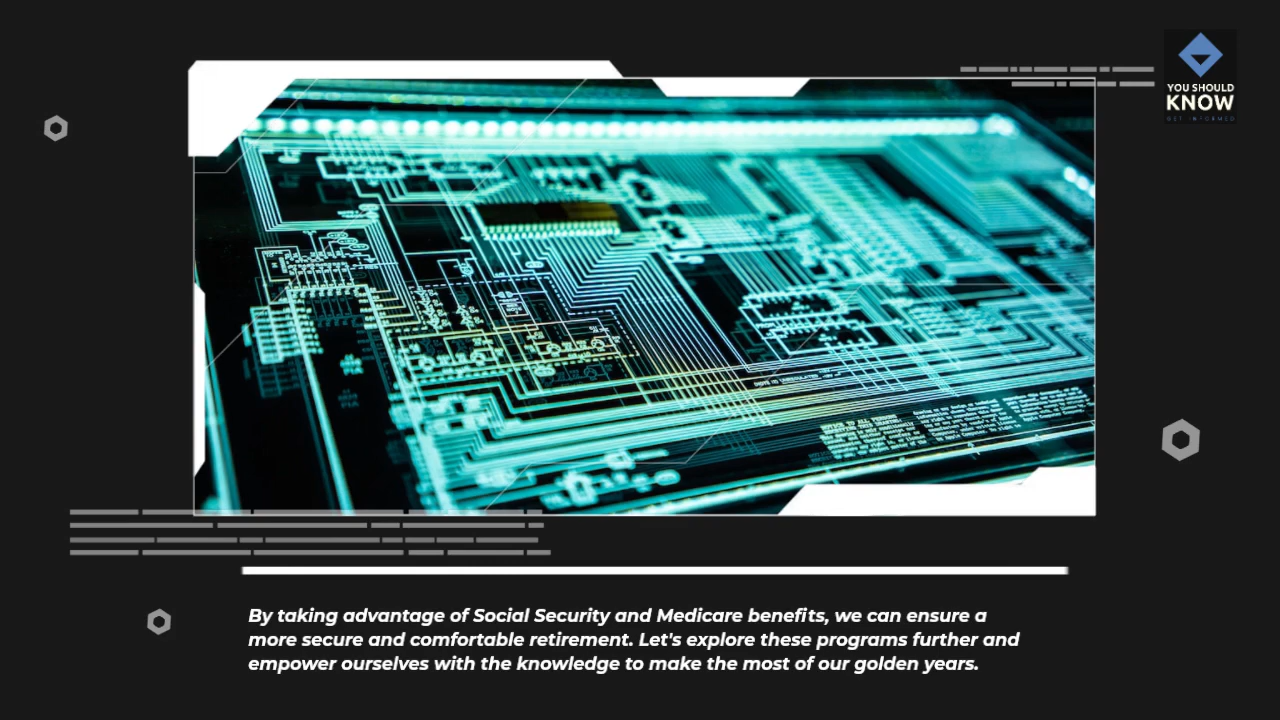 YOU SHOULD
KNOW
GET INFORMED
By taking advantage of Social Security and Medicare benefits, we can ensure a
more secure and comfortable retirement. Let's explore these programs further and
empower ourselves with the knowledge to make the most of our golden years.